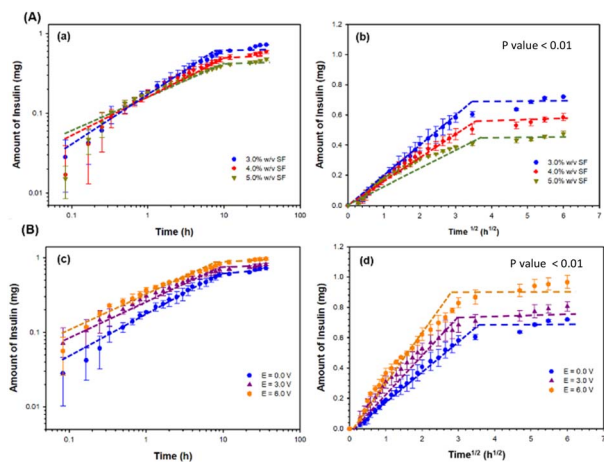 (A)
(a)
Amount of Insulin (mg)
1
0.1
0.01
3.0% w/v SF
4.0% w/v SF
5.0% w/v SF
0.1 1 10 100
Time (h)
(b)
P value < 0.01
Amount of Insulin (mg)
1.0
0.8
0.6
0.4
0.2
0.0
3.0% w/v SF
4.0% w/v SF
5.0% w/v SF
0 1 2 3 4 5 6 7
Time 1/2 (h1/2)
(B)
(c)
Amount of Insulin (mg)
1
0.1
0.01
E = 0.0 V
E = 3.0 V
E = 6.0 V
0.1 1 10 100
Time (h)
(d)
P value < 0.01
Amount of Insulin (mg)
1.2
1.0
0.8
0.6
0.4
0.2
0.0
E = 0.0 V
E = 3.0 V
E = 6.0 V
0 1 2 3 4 5 6 7
Time1/2 (h1/2)